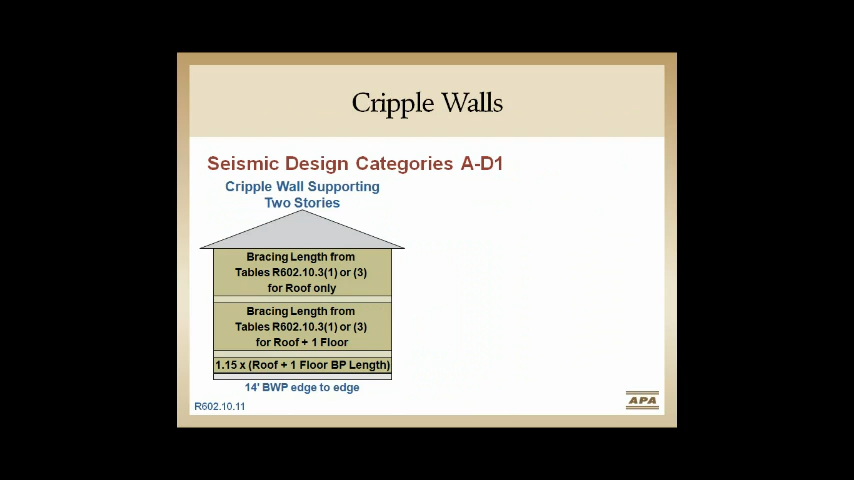 Cripple Walls
Seismic Design Categories A-D1
Cripple Wall Supporting
Two Stories
Bracing Length from
Tables R602.10.3(1) or (3)
for Roof only
Bracing Length from
Tables R602.10.3(1) or (3)
for Roof + 1 Floor
1.15 x (Roof + 1 Floor BP Length)
14' BWP edge to edge
R602.10.11
APA